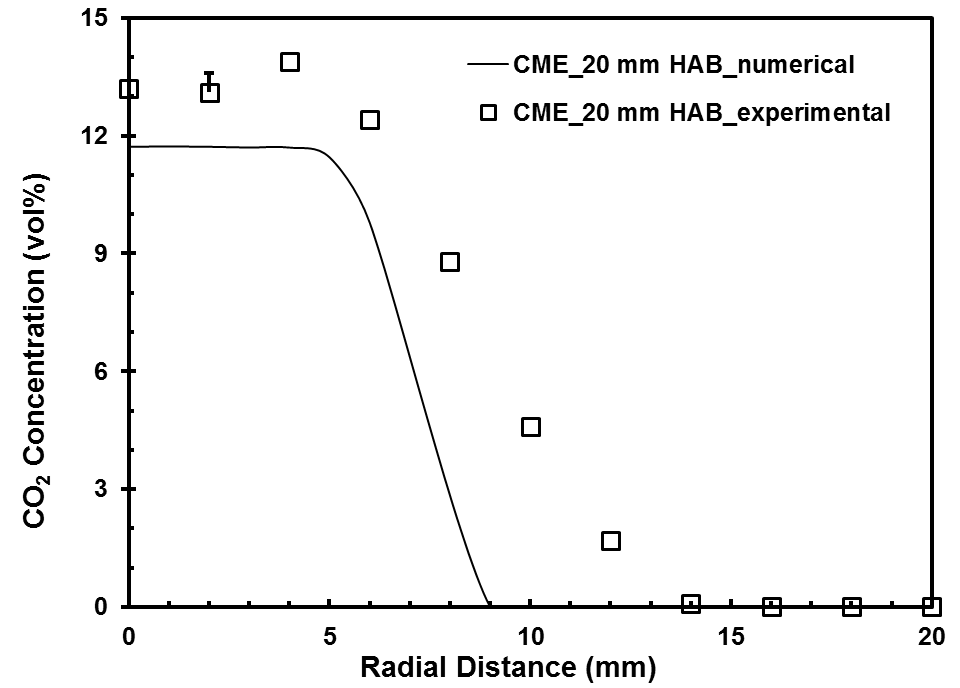 15
12
9
6
3
0
CO₂ Concentration (vol%)
CME_20 mm HAB_numerical
CME_20 mm HAB_experimental
0 5 10 15 20
Radial Distance (mm)